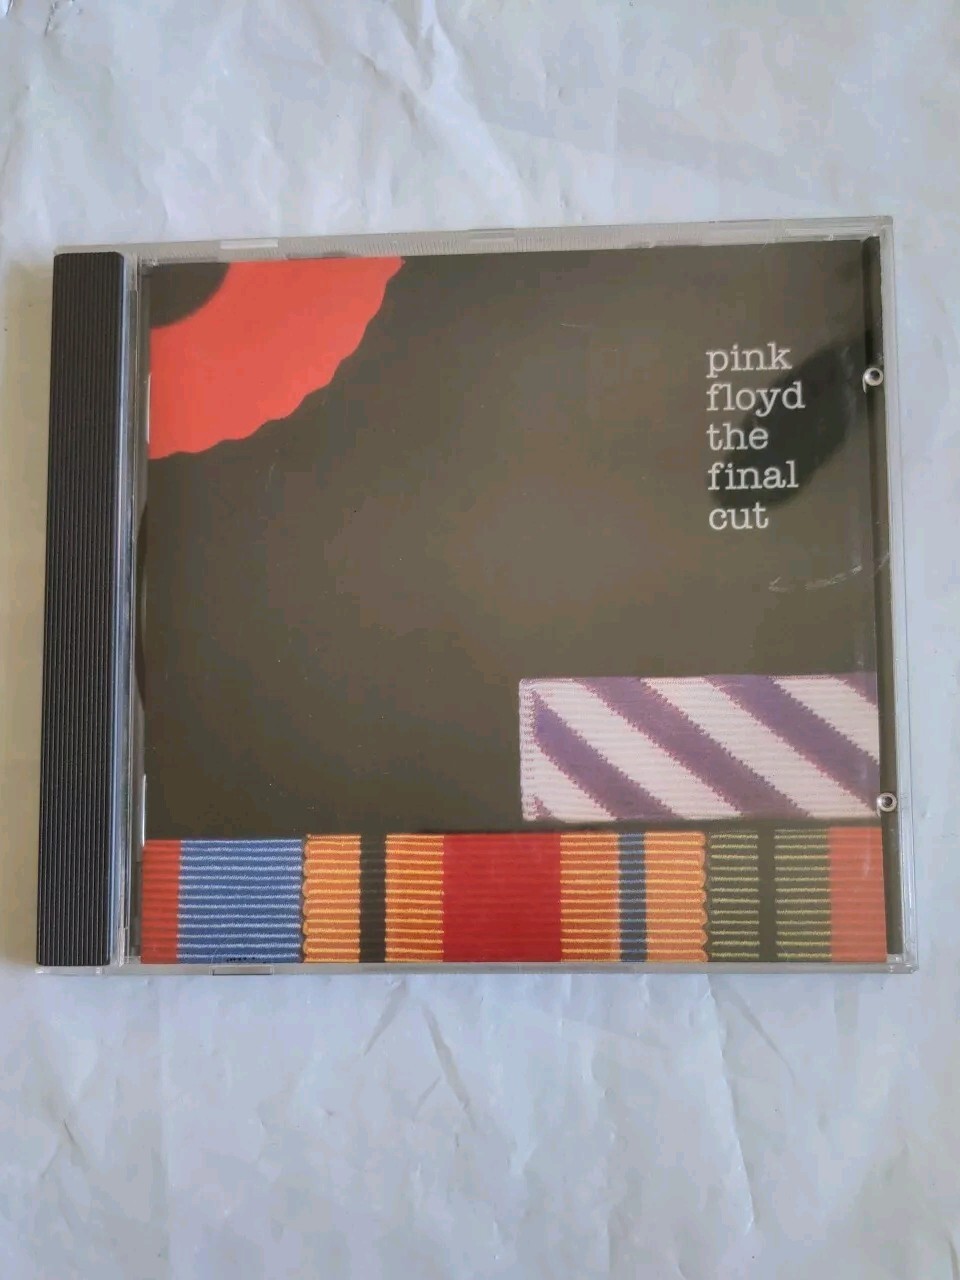 pink
floyd
the
final
cut